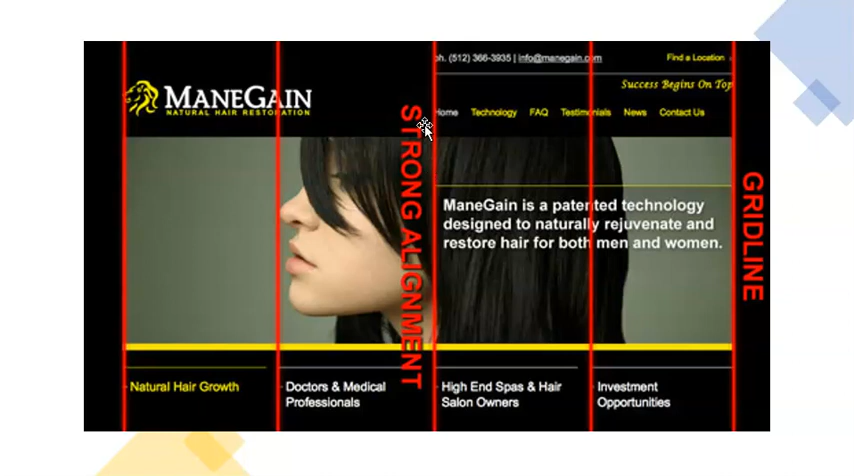 ph. (512) 366-3935 | info@manegain.com
Find a Location
Success Begins On Top
MANEGAIN
NATURAL HAIR RESTORATION
Home Technology FAQ Testimonials News Contact Us
STRONG ALIGNMENT
GRIDLINE
ManeGain is a patented technology
designed to naturally rejuvenate and
restore hair for both men and women.
Natural Hair Growth
Doctors & Medical
Professionals
High End Spas & Hair
Salon Owners
Investment
Opportunities